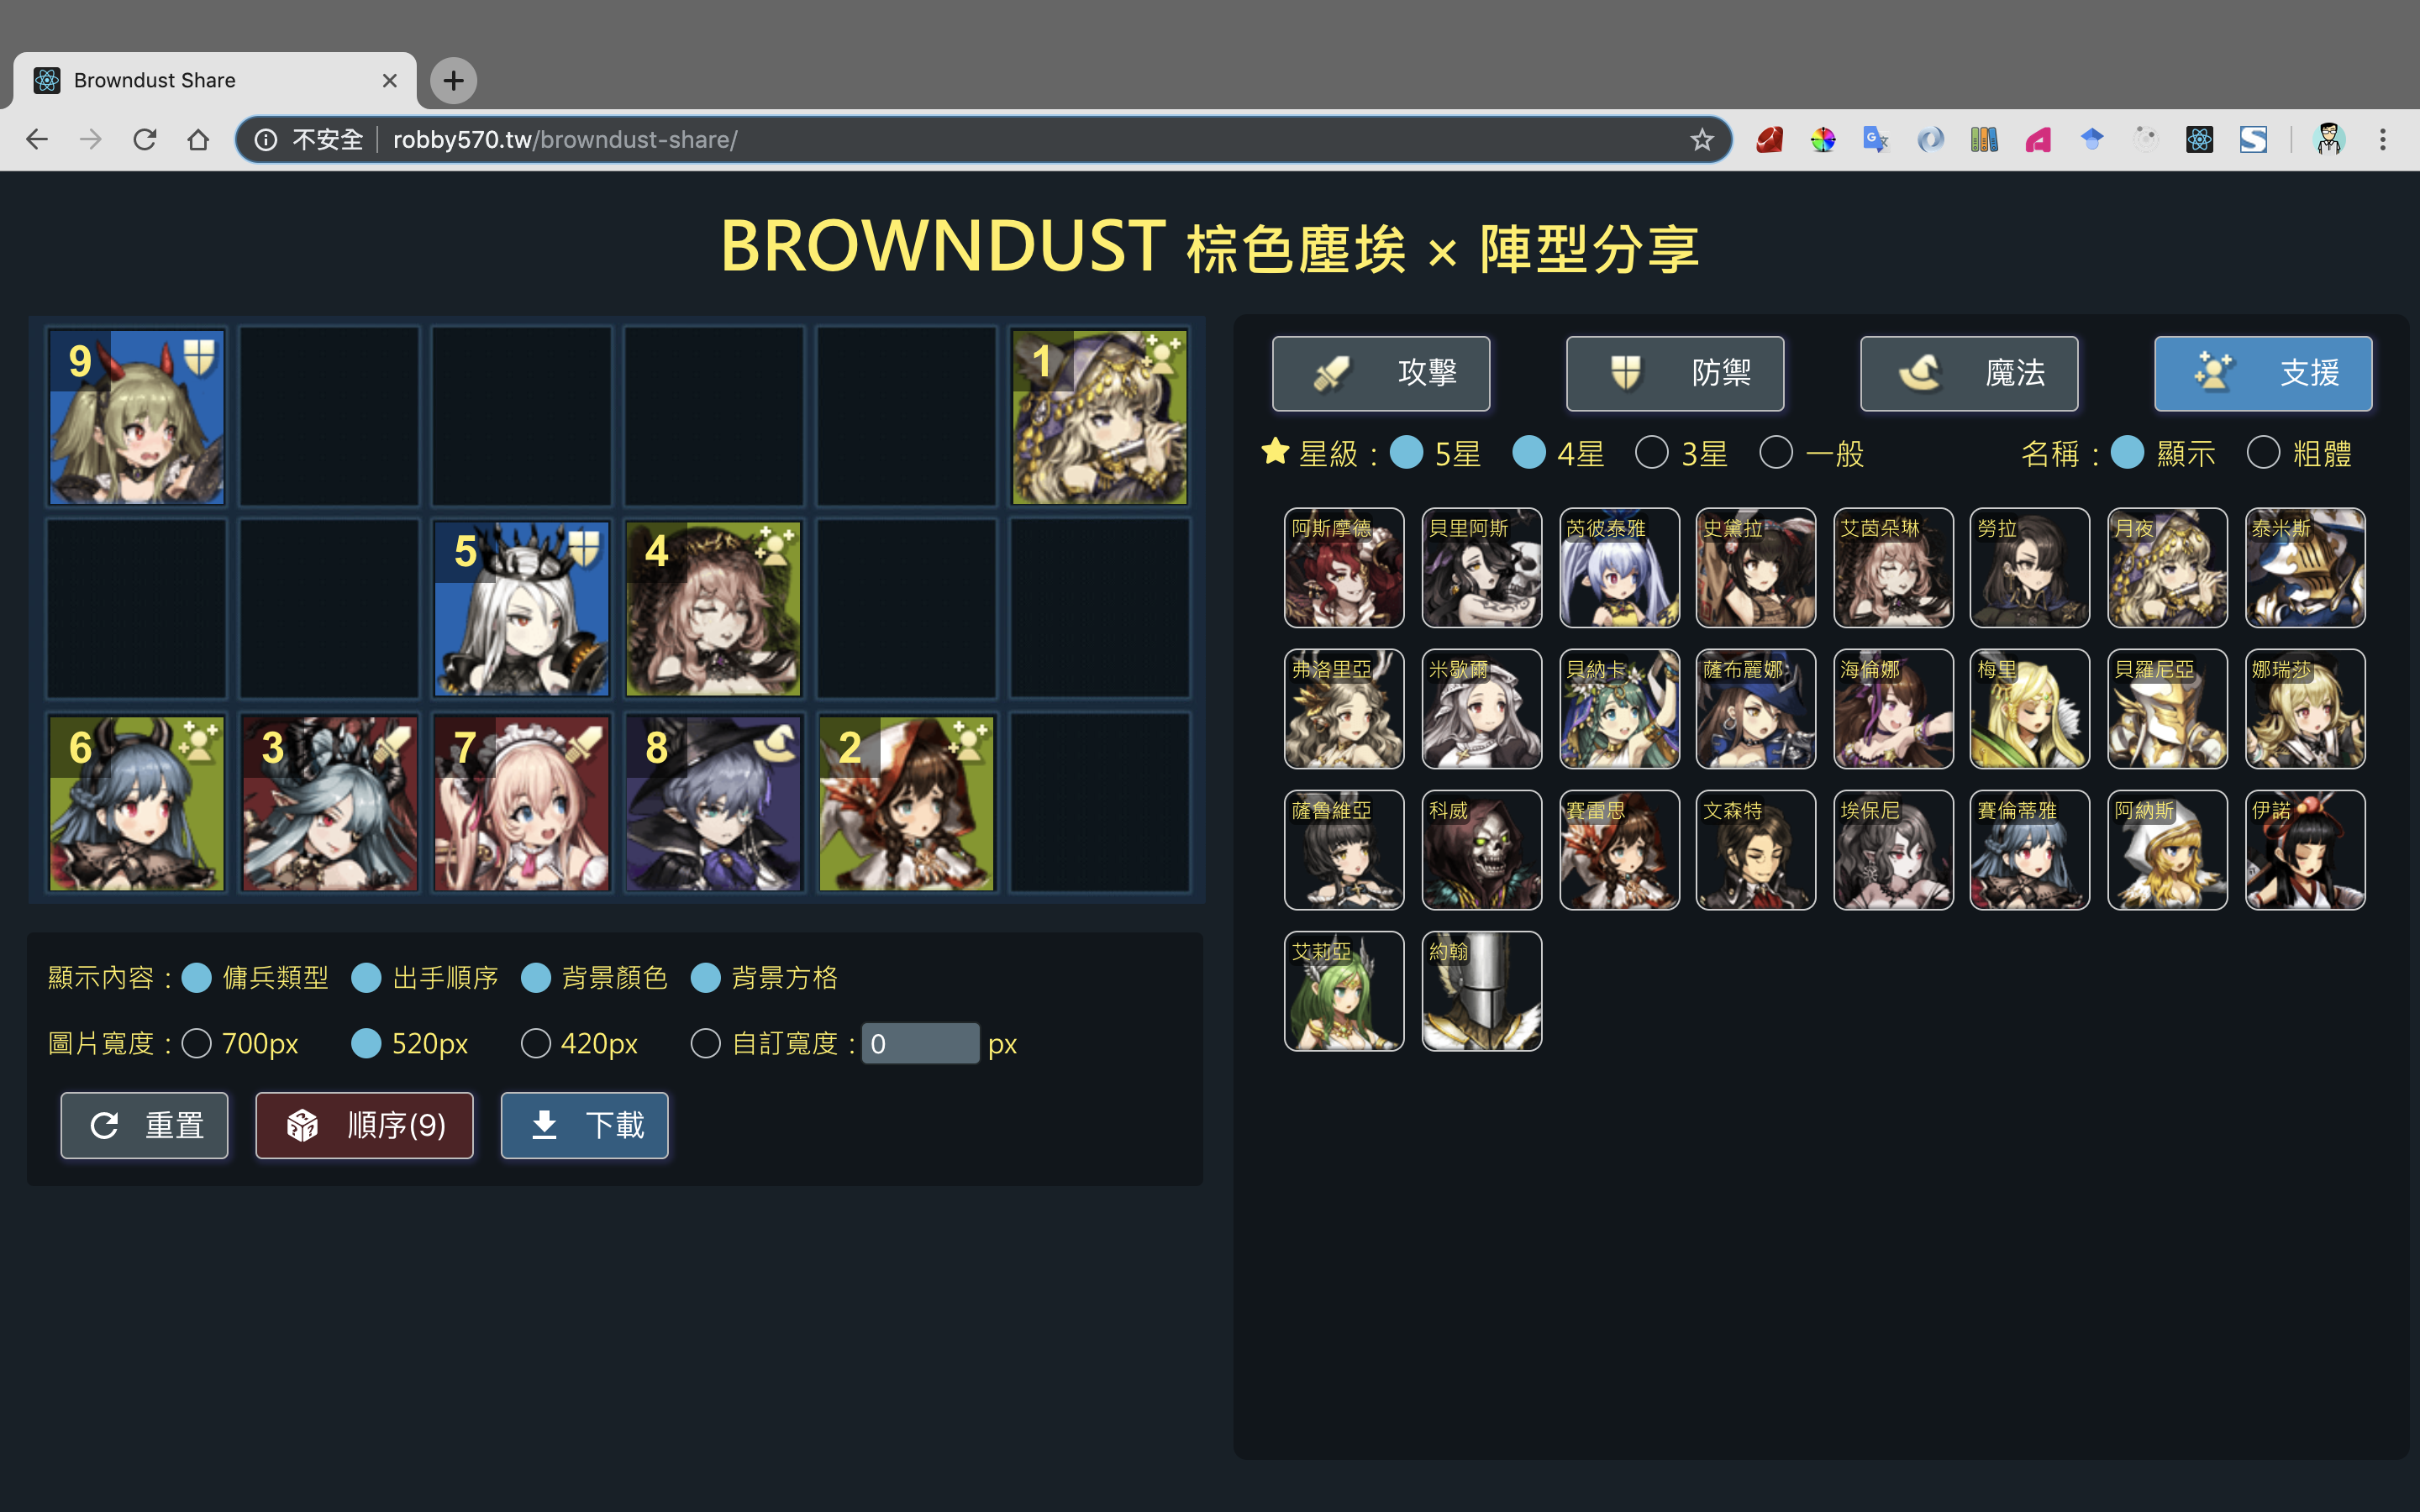 Browndust Share
不安全 robby570.tw/browndust-share/
BROWNDUST 棕色塵埃 × 陣型分享
9 1
5 4
6 3 7 8 2
顯示內容 : 傭兵類型 出手順序 背景顏色 背景方格
圖片寬度 : 700px 520px 420px 自訂寬度 : 0 px
重置 順序(9) 下載
攻擊 防禦 魔法 支援
星級 : 5星 4星 3星 一般 名稱 : 顯示 粗體
阿斯摩德 貝里阿斯 芮彼泰雅 史黛拉 艾茵朵琳 勞拉 月夜 泰米斯
弗洛里亞 米歇爾 貝納卡 薩布麗娜 海倫娜 梅里 貝羅尼亞 娜瑞莎
薩魯維亞 科威 賽雷思 文森特 埃保尼 賽倫蒂雅 阿納斯 伊諾
艾莉亞 約翰